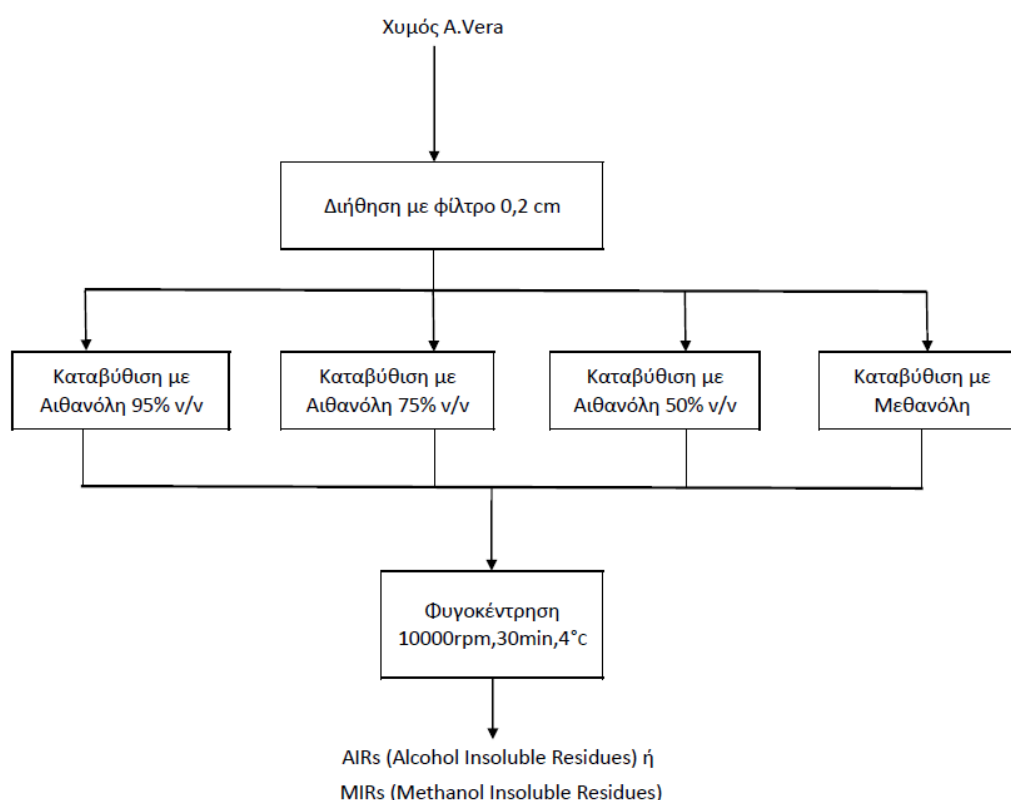 Χυμός A.Vera
Διήθηση με φίλτρο 0,2 cm
Καταβύθιση με
Αιθανόλη 95% v/v
Καταβύθιση με
Αιθανόλη 75% v/v
Καταβύθιση με
Αιθανόλη 50% v/v
Καταβύθιση με
Μεθανόλη
Φυγοκέντρηση
10000rpm,30min,4°c
AIRs (Alcohol Insoluble Residues) ή
MIRs (Methanol Insoluble Residues)